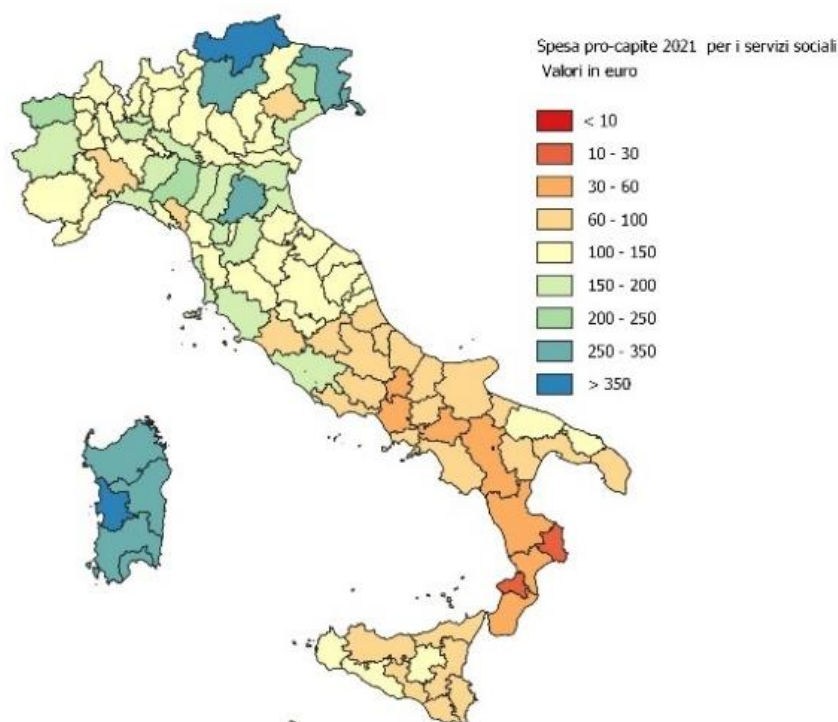 Spesa pro-capite 2021 per i servizi sociali
Valori in euro
< 10
10 - 30
30 - 60
60 - 100
100 - 150
150 - 200
200 - 250
250 - 350
> 350